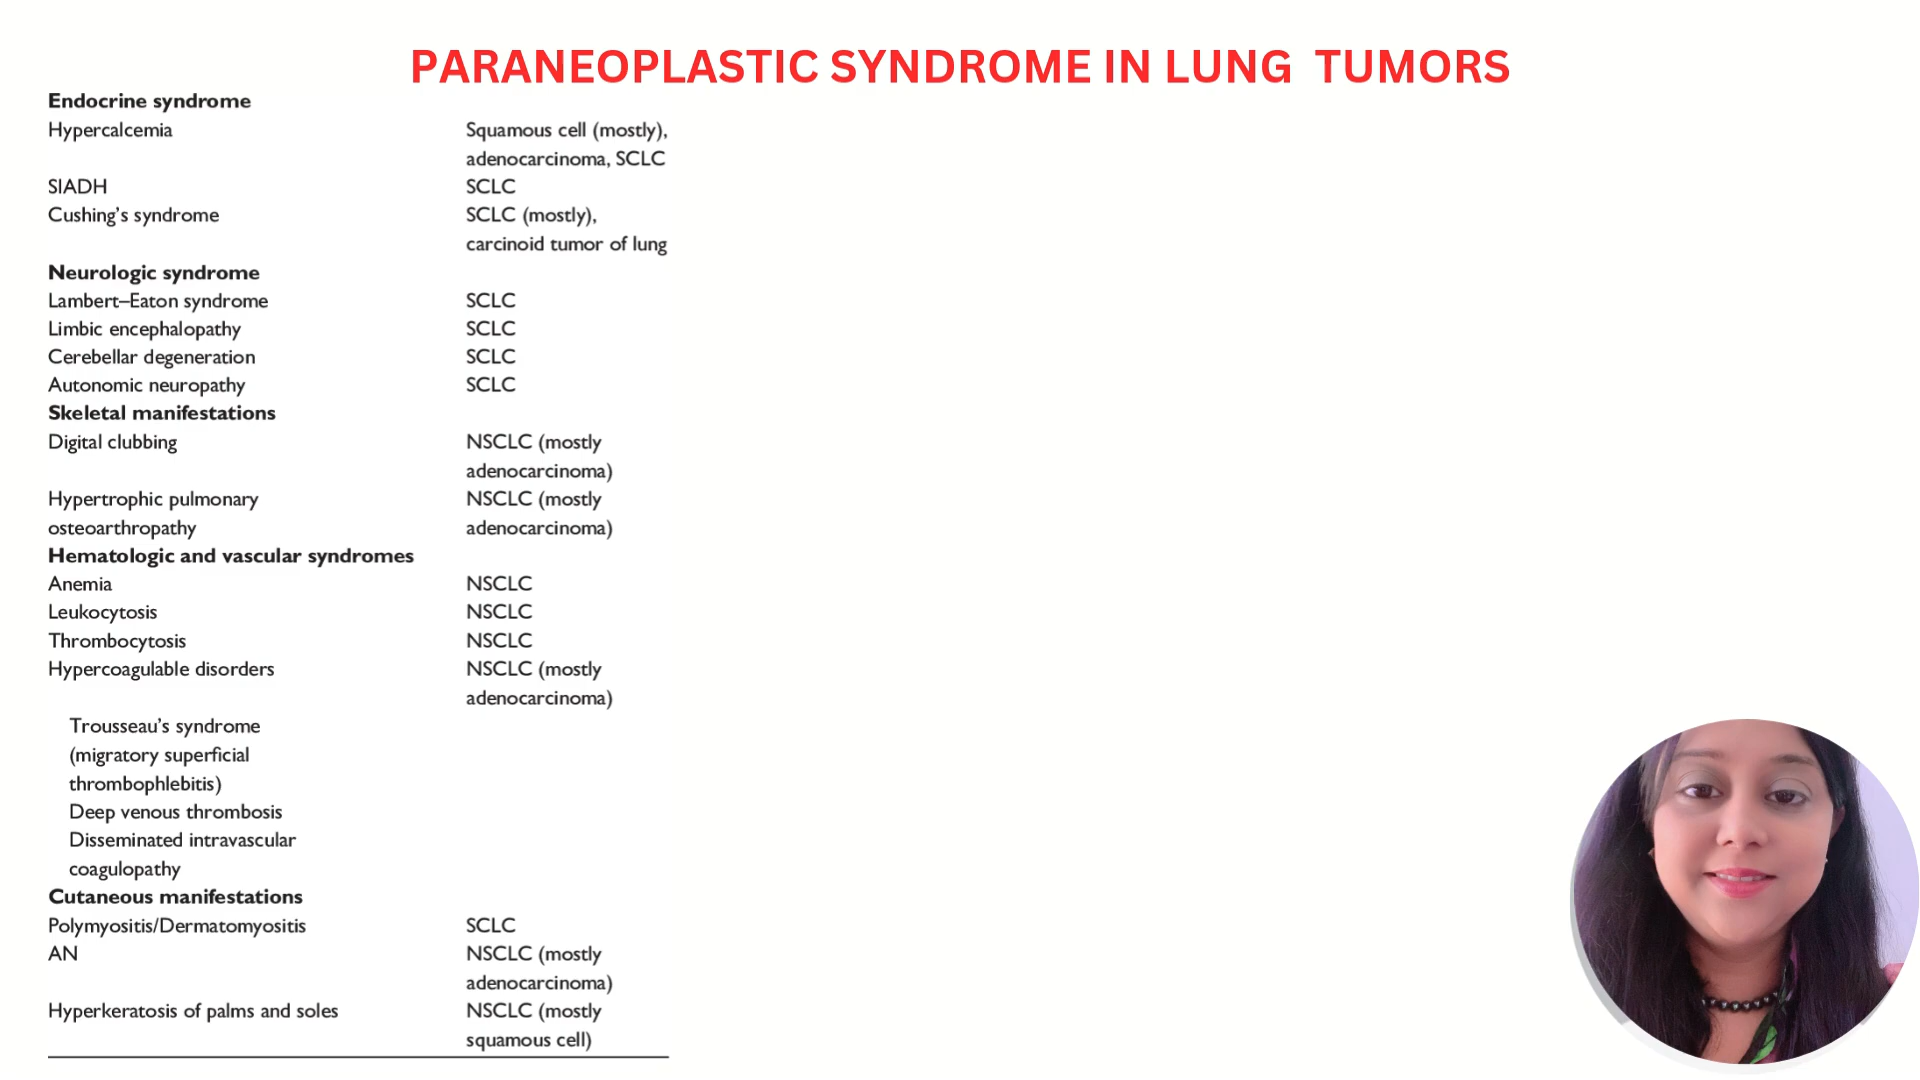 PARANEOPLASTIC SYNDROME IN LUNG TUMORS
Endocrine syndrome
Hypercalcemia Squamous cell (mostly),
adenocarcinoma, SCLC
SIADH SCLC
Cushing's syndrome SCLC (mostly),
carcinoid tumor of lung
Neurologic syndrome
Lambert–Eaton syndrome SCLC
Limbic encephalopathy SCLC
Cerebellar degeneration SCLC
Autonomic neuropathy SCLC
Skeletal manifestations
Digital clubbing NSCLC (mostly
adenocarcinoma)
Hypertrophic pulmonary NSCLC (mostly
osteoarthropathy adenocarcinoma)
Hematologic and vascular syndromes
Anemia NSCLC
Leukocytosis NSCLC
Thrombocytosis NSCLC
Hypercoagulable disorders NSCLC (mostly
adenocarcinoma)
Trousseau's syndrome
(migratory superficial
thrombophlebitis)
Deep venous thrombosis
Disseminated intravascular
coagulopathy
Cutaneous manifestations
Polymyositis/Dermatomyositis SCLC
AN NSCLC (mostly
adenocarcinoma)
Hyperkeratosis of palms and soles NSCLC (mostly
squamous cell)